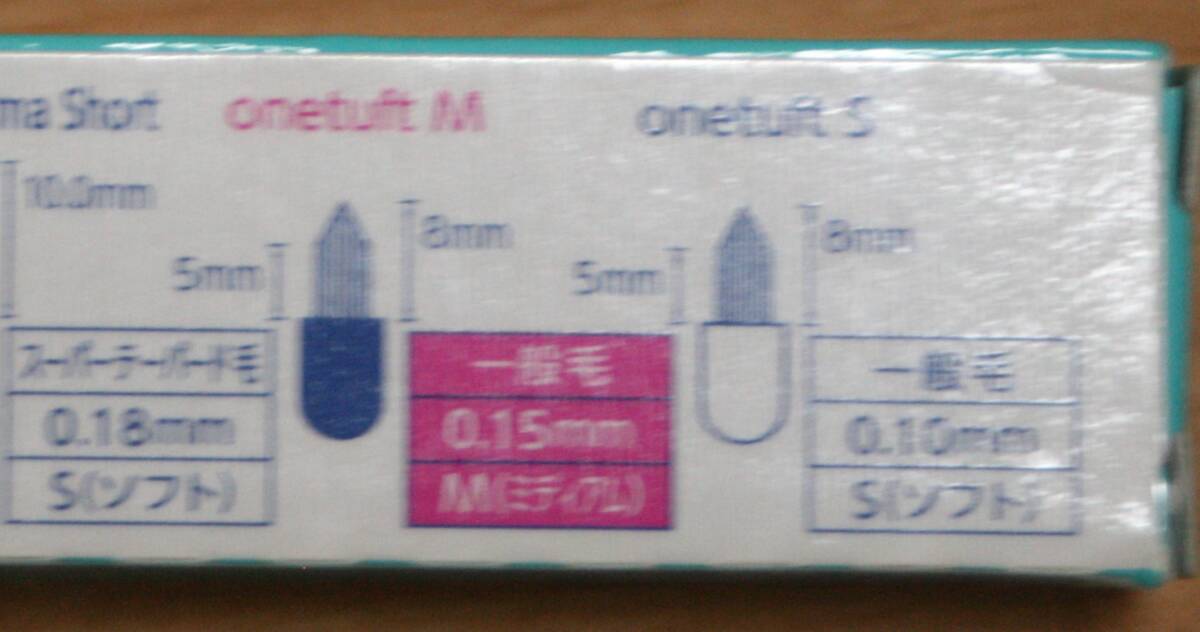 ma Short
10.0mm
スーパーテーパード毛
0.18mm
S(ソフト)
onetuft M
5mm
8mm
一般毛
0.15mm
M(ミディアム)
onetuft S
5mm
8mm
一般毛
0.10mm
S(ソフト)